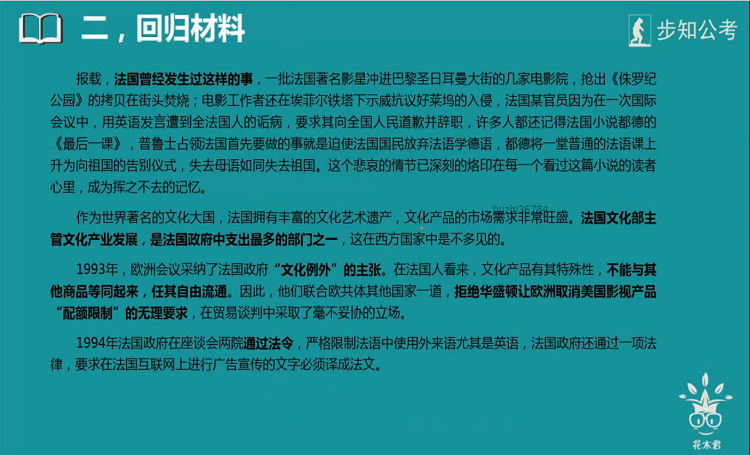 二，回归材料
步知公考
报载，法国曾经发生过这样的事，一批法国著名影星冲进巴黎圣日耳曼大街的几家电影院，抢出《侏罗纪
公园》的拷贝在街头焚烧；电影工作者还在埃菲尔铁塔下示威抗议好莱坞的入侵，法国某官员因为在一次国际
会议中，用英语发言遭到全法国人的诟病，要求其向全国人民道歉并辞职，许多人都还记得法国小说都德的
《最后一课》，普鲁士占领法国首先要做的事就是迫使法国国民放弃法语学德语，都德将一堂普通的法语课上
升为向祖国的告别仪式，失去母语如同失去祖国。这个悲哀的情节已深刻的烙印在每一个看过这篇小说的读者
心里，成为挥之不去的记忆。
buzhi36784
作为世界著名的文化大国，法国拥有丰富的文化艺术遗产，文化产品的市场需求非常旺盛。法国文化部主
管文化产业发展，是法国政府中支出最多的部门之一，这在西方国家中是不多见的。
1993年，欧洲会议采纳了法国政府“文化例外”的主张。在法国人看来，文化产品有其特殊性，不能与其
他商品等同起来，任其自由流通。因此，他们联合欧共体其他国家一道，拒绝华盛顿让欧洲取消美国影视产品
“配额限制”的无理要求，在贸易谈判中采取了毫不妥协的立场。
1994年法国政府在座谈会两院通过法令，严格限制法语中使用外来语尤其是英语，法国政府还通过一项法
律，要求在法国互联网上进行广告宣传的文字必须译成法文。
花木君